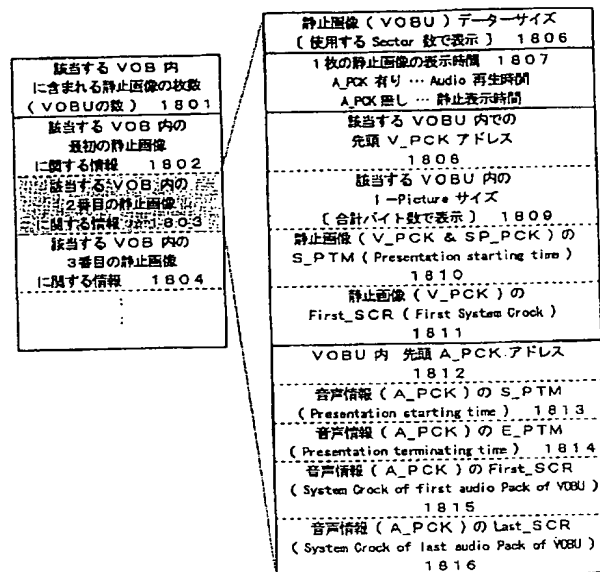 該当する VOB 内
に含まれる静止画像の枚数
( VOBUの数 ) 1801
該当する VOB 内の
最初の静止画像
に関する情報 1802
該当する VOB 内の
2番目の静止画像
に関する情報 1803
該当する VOB 内の
3番目の静止画像
に関する情報 1804
⋮
静止画像 ( VOBU ) データーサイズ
〔 使用する Sector 数で表示 〕 1806
1枚の静止画像の表示時間 1807
A_PCK 有り … Audio 再生時間
A_PCK 無し … 静止表示時間
該当する VOBU 内での
先頭 V_PCK アドレス
1808
該当する VOBU 内の
I−Picture サイズ
〔 合計バイト数で表示 〕 1809
静止画像 ( V_PCK & SP_PCK ) の
S_PTM ( Presentation starting time )
1810
静止画像 ( V_PCK ) の
First_SCR ( First System Crock )
1811
VOBU 内 先頭 A_PCK アドレス
1812
音声情報 ( A_PCK ) の S_PTM
( Presentation starting time ) 1813
音声情報 ( A_PCK ) の E_PTM
( Presentation terminating time ) 1814
音声情報 ( A_PCK ) の First_SCR
( System Crock of first audio Pack of VOBU )
1815
音声情報 ( A_PCK ) の Last_SCR
( System Crock of last audio Pack of VOBU )
1816